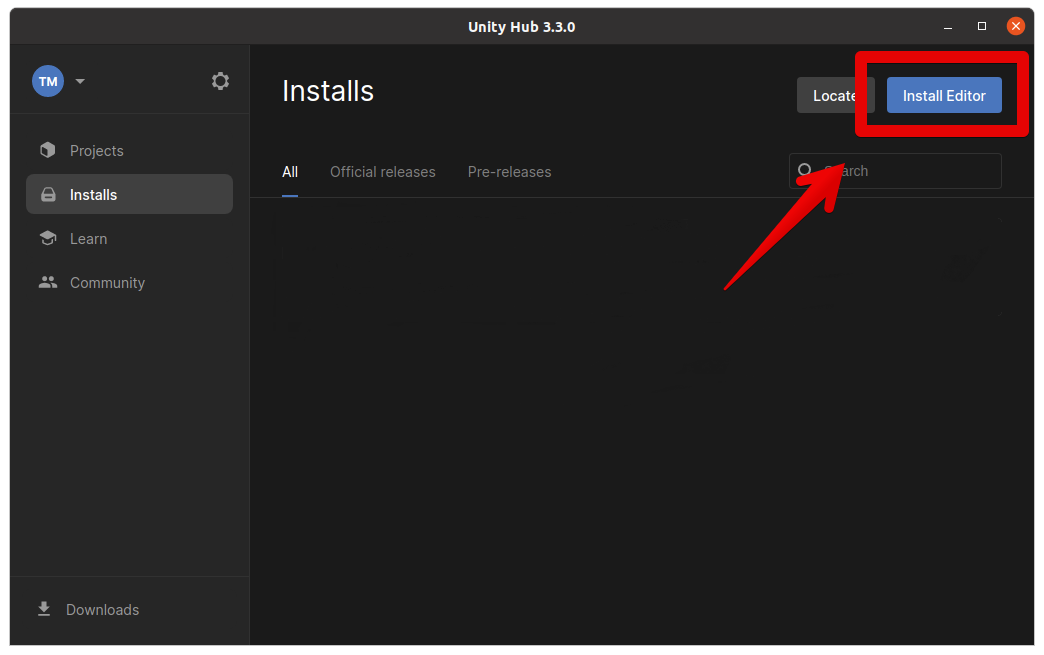 Unity Hub 3.3.0
TM
Projects
Installs
Learn
Community
Downloads
Installs
Locate
Install Editor
All
Official releases
Pre-releases
Search